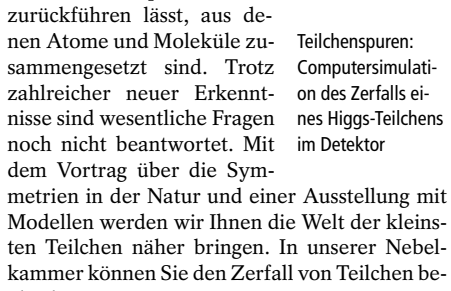 zurückführen lässt, aus de-
nen Atome und Moleküle zu-
sammengesetzt sind. Trotz
zahlreicher neuer Erkennt-
nisse sind wesentliche Fragen
noch nicht beantwortet. Mit
dem Vortrag über die Sym-
metrien in der Natur und einer Ausstellung mit
Modellen werden wir Ihnen die Welt der kleins-
ten Teilchen näher bringen. In unserer Nebel-
kammer können Sie den Zerfall von Teilchen be-
Teilchenspuren:
Computersimulati-
on des Zerfalls ei-
nes Higgs-Teilchens
im Detektor